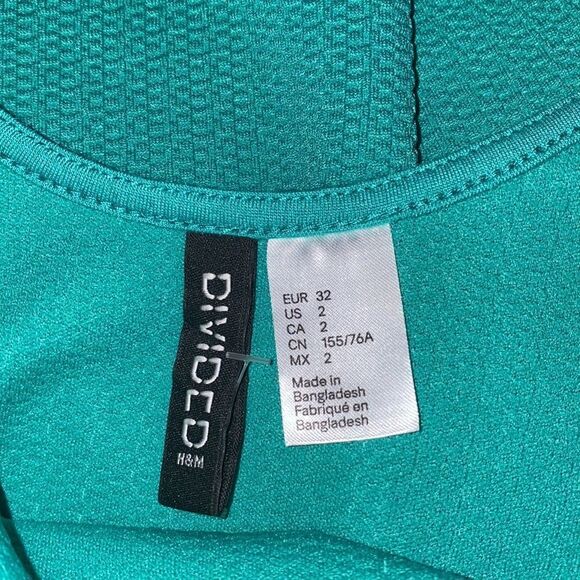 DIVIDED
H&M
EUR 32
US 2
CA 2
CN 155/76A
MX 2
Made in
Bangladesh
Fabriqué en
Bangladesh